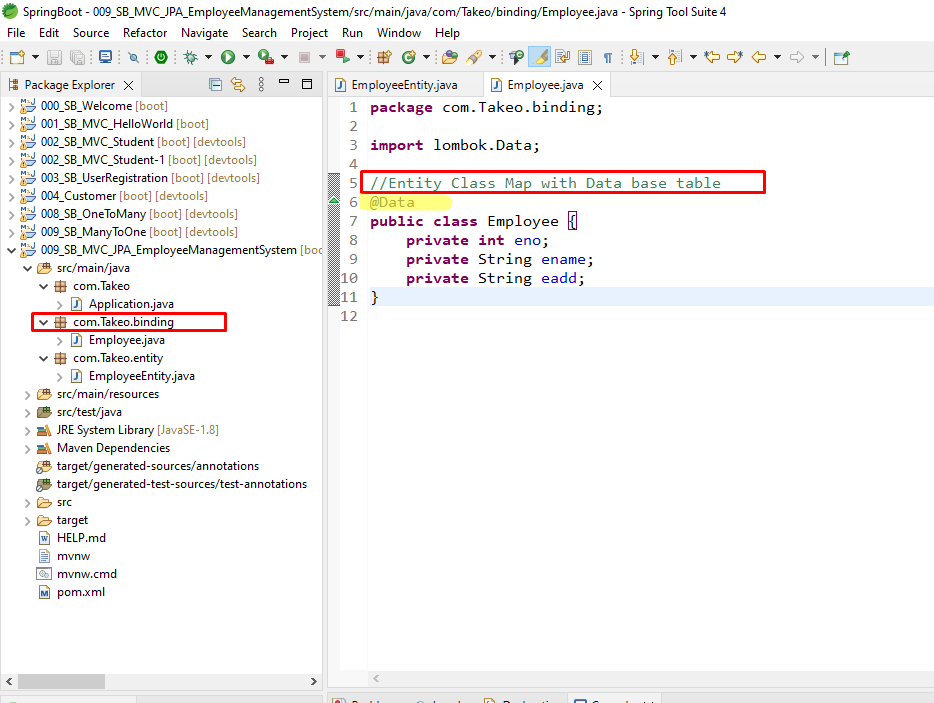 SpringBoot - 009_SB_MVC_JPA_EmployeeManagementSystem/src/main/java/com/Takeo/binding/Employee.java - Spring Tool Suite 4
File Edit Source Refactor Navigate Search Project Run Window Help
Package Explorer
EmployeeEntity.java
Employee.java
000_SB_Welcome [boot]
001_SB_MVC_HelloWorld [boot]
002_SB_MVC_Student [boot] [devtools]
002_SB_MVC_Student-1 [boot] [devtools]
003_SB_UserRegistration [boot] [devtools]
004_Customer [boot] [devtools]
008_SB_OneToMany [boot] [devtools]
009_SB_ManyToOne [boot] [devtools]
009_SB_MVC_JPA_EmployeeManagementSystem [boo
src/main/java
com.Takeo
Application.java
com.Takeo.binding
Employee.java
com.Takeo.entity
EmployeeEntity.java
src/main/resources
src/test/java
JRE System Library [JavaSE-1.8]
Maven Dependencies
target/generated-sources/annotations
target/generated-test-sources/test-annotations
src
target
HELP.md
mvnw
mvnw.cmd
pom.xml
1 package com.Takeo.binding;
2
3 import lombok.Data;
4
5 //Entity Class Map with Data base table
6 @Data
7 public class Employee {
8 private int eno;
9 private String ename;
10 private String eadd;
11 }
12